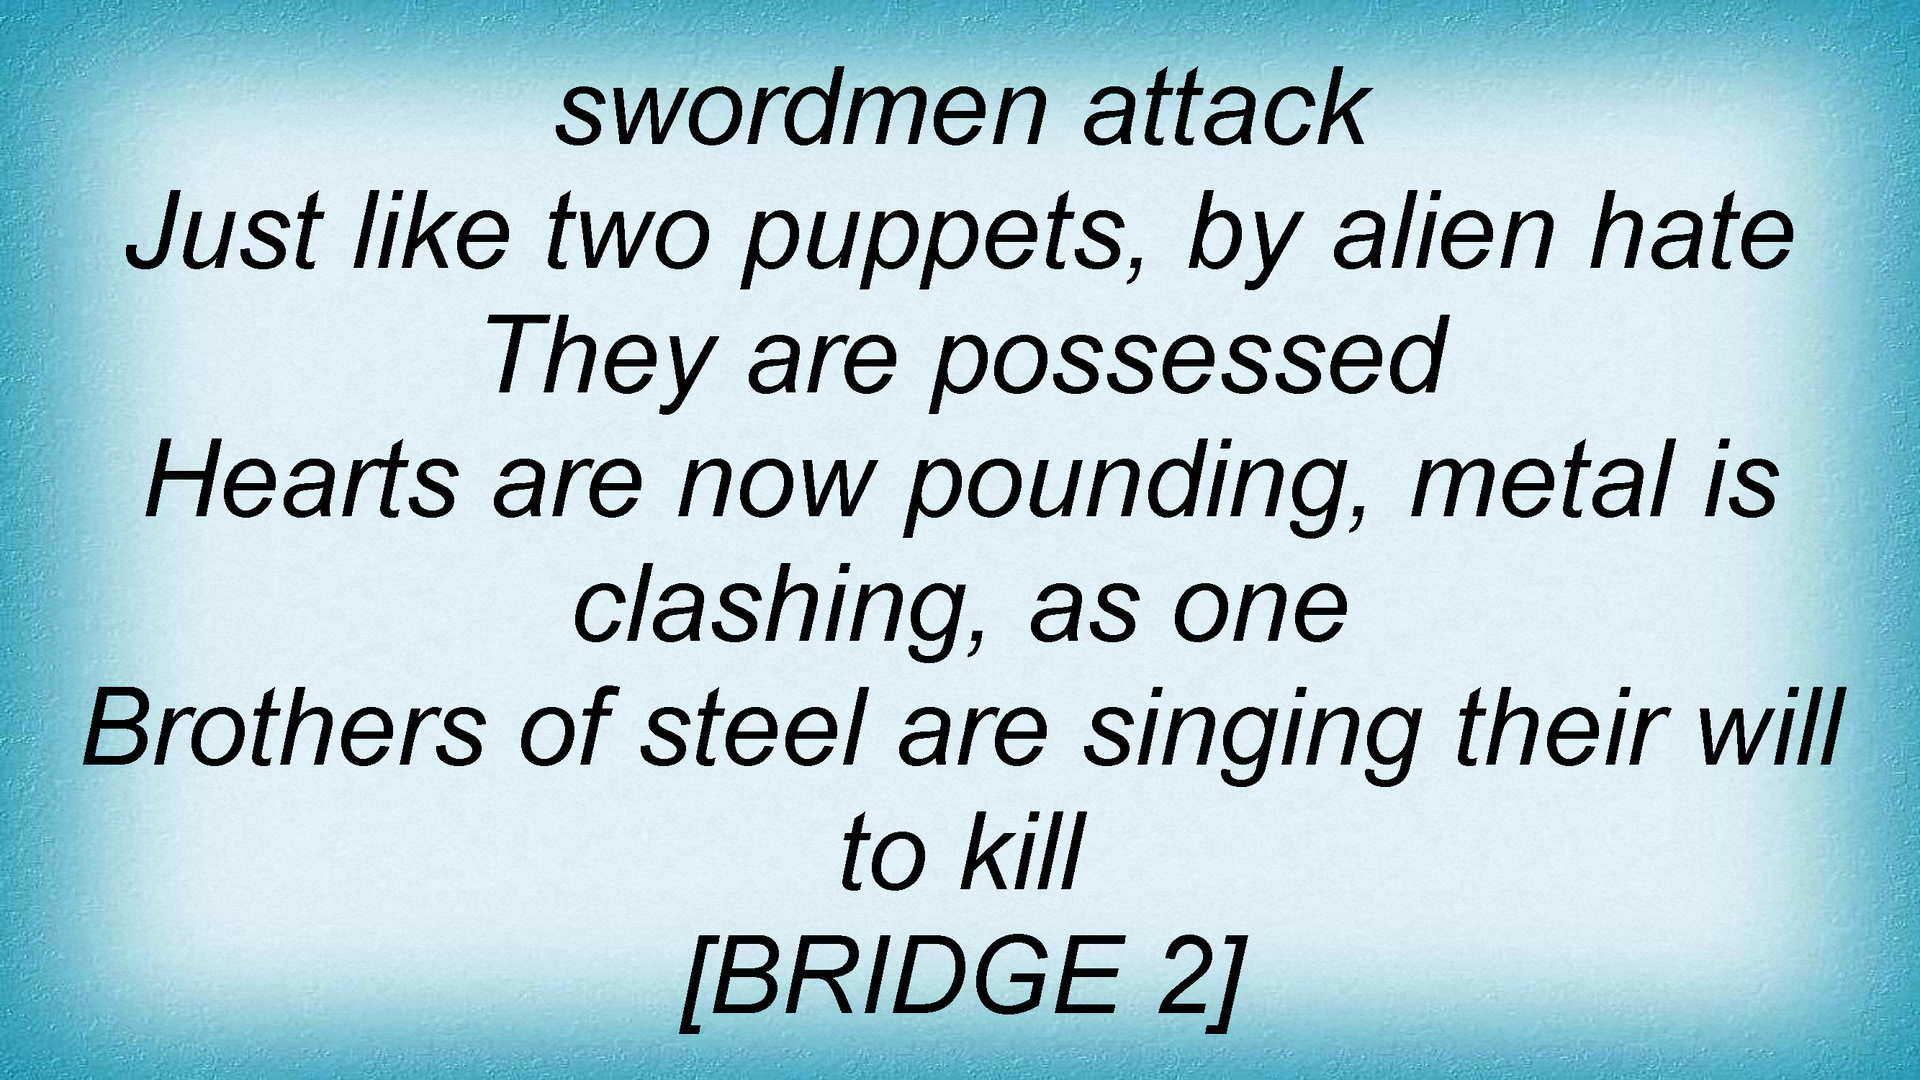 swordmen attack
Just like two puppets, by alien hate
They are possessed
Hearts are now pounding, metal is
clashing, as one
Brothers of steel are singing their will
to kill
[BRIDGE 2]